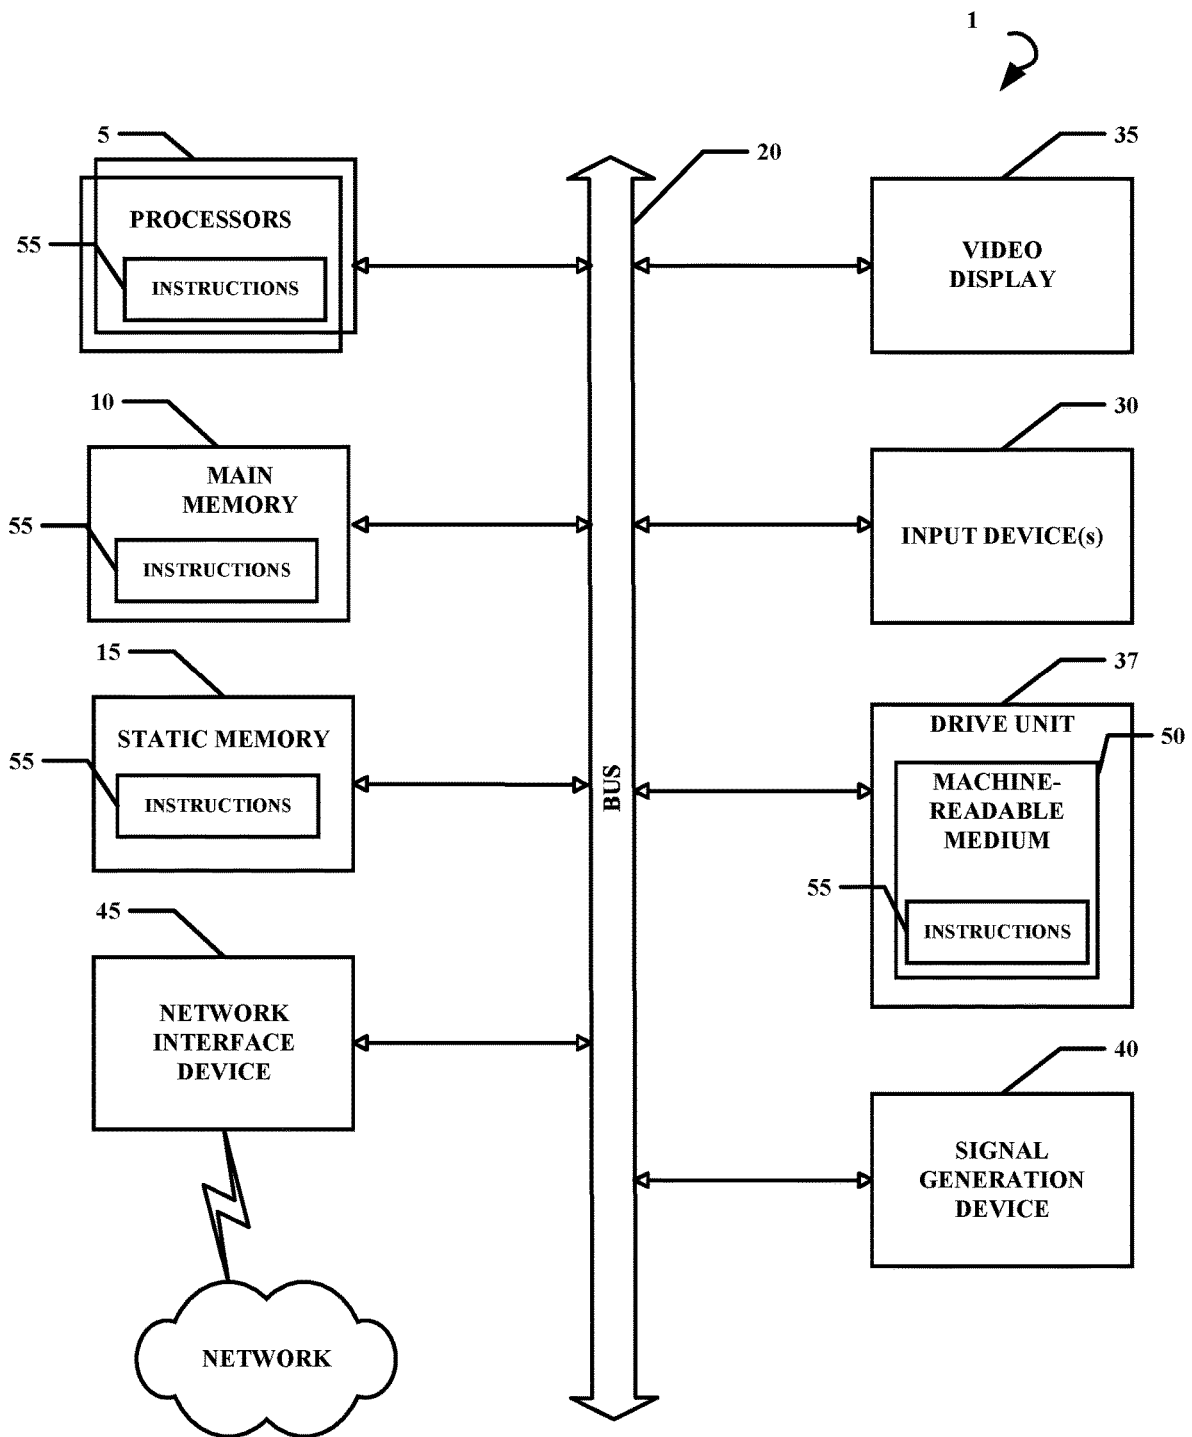 1
5
PROCESSORS
55
INSTRUCTIONS
10
MAIN
MEMORY
55
INSTRUCTIONS
15
STATIC MEMORY
55
INSTRUCTIONS
45
NETWORK
INTERFACE
DEVICE
NETWORK
20
BUS
35
VIDEO
DISPLAY
30
INPUT DEVICE(s)
37
DRIVE UNIT
50
MACHINE-
READABLE
MEDIUM
55
INSTRUCTIONS
40
SIGNAL
GENERATION
DEVICE